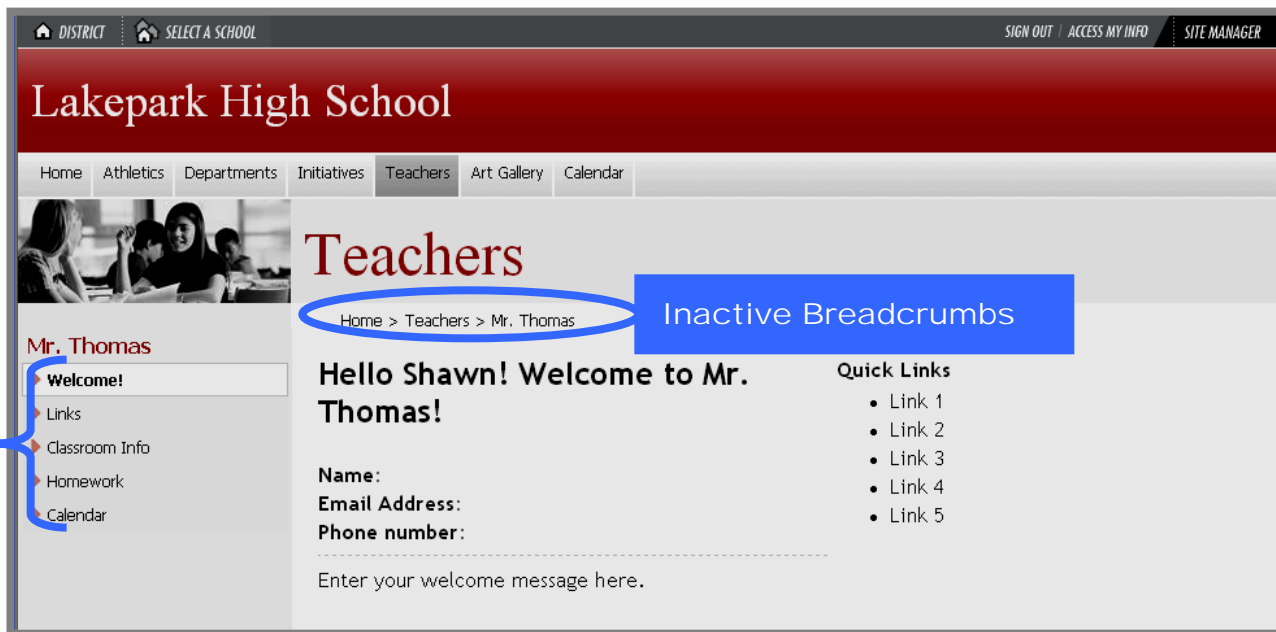 DISTRICT SELECT A SCHOOL SIGN OUT | ACCESS MY INFO SITE MANAGER
Lakepark High School
Home Athletics Departments Initiatives Teachers Art Gallery Calendar
Teachers
Home > Teachers > Mr. Thomas
Inactive Breadcrumbs
Mr. Thomas
Welcome!
Links
Classroom Info
Homework
Calendar
Hello Shawn! Welcome to Mr.
Thomas!
Name:
Email Address:
Phone number:
Enter your welcome message here.
Quick Links
• Link 1
• Link 2
• Link 3
• Link 4
• Link 5